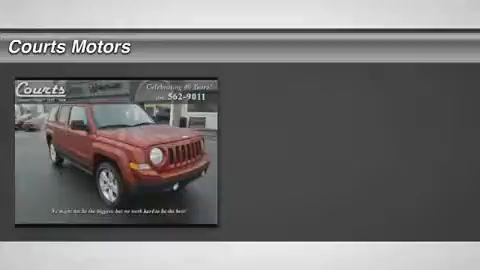 Courts Motors
Courts
Celebrating 40 Years!
562-9011
We might not be the biggest, but we work hard to be the best!